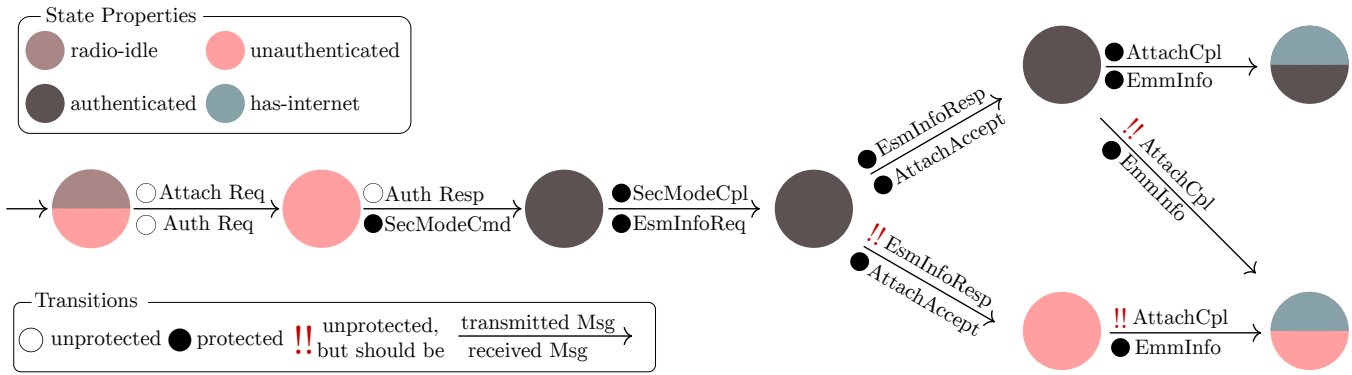 State Properties
radio-idle
unauthenticated
authenticated
has-internet
Attach Req
Auth Req
Auth Resp
SecModeCmd
SecModeCpl
EsmInfoReq
EsmInfoResp
AttachAccept
!! EsmInfoResp
AttachAccept
AttachCpl
EmmInfo
!! AttachCpl
EmmInfo
!! AttachCpl
EmmInfo
Transitions
unprotected
protected
!! unprotected,
but should be
transmitted Msg
received Msg